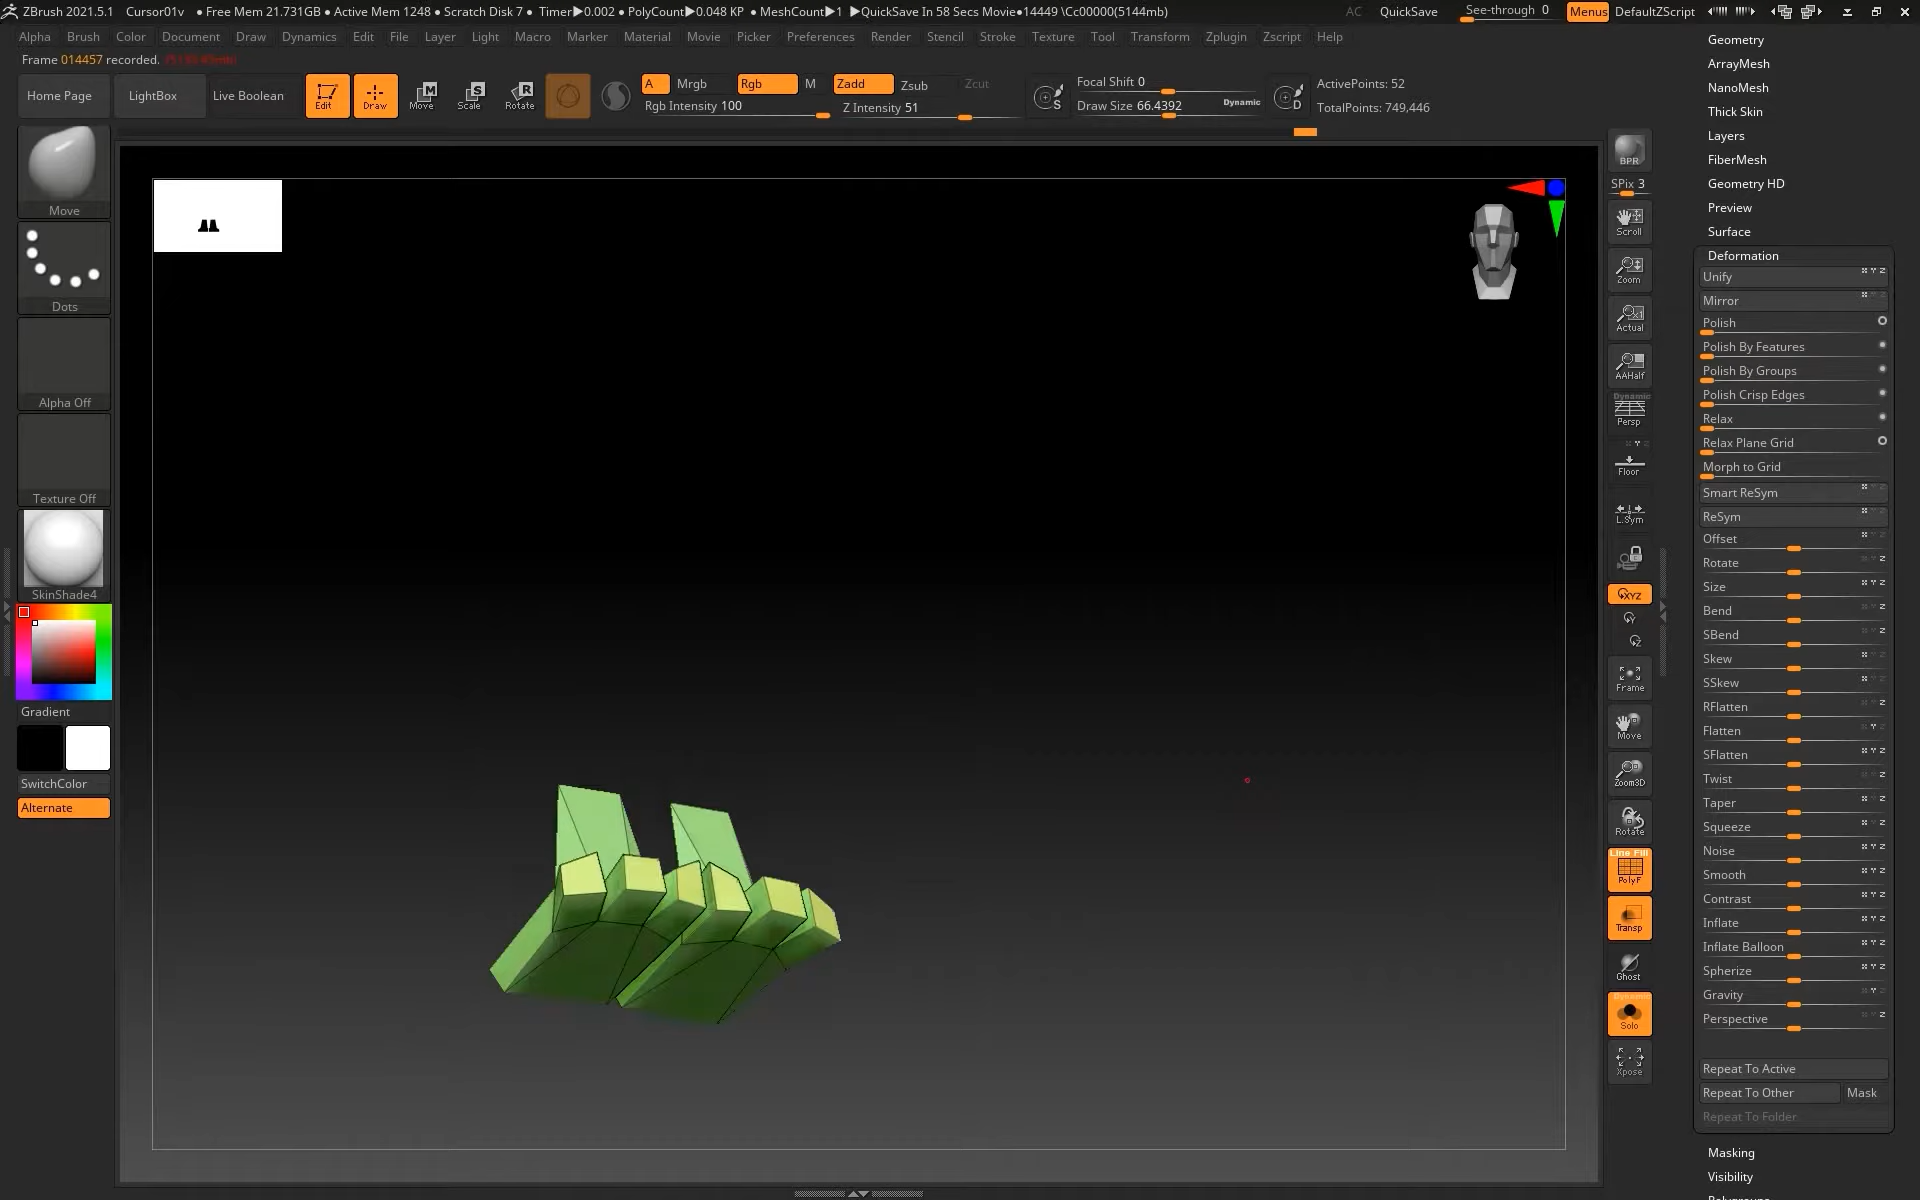 ZBrush 2021.5.1 Cursor01v • Free Mem 21.731GB • Active Mem 1248 • Scratch Disk 7 • Timer▶0.002 • PolyCount▶0.048 KP • MeshCount▶1 ▶QuickSave In 58 Secs Movie●14449 \Cc00000(5144mb) AC QuickSave See-through 0 Menus DefaultZScript
Alpha Brush Color Document Draw Dynamics Edit File Layer Light Macro Marker Material Movie Picker Preferences Render Stencil Stroke Texture Tool Transform Zplugin Zscript Help
Frame 014457 recorded.
Home Page LightBox Live Boolean Edit Draw Move Scale Rotate
A Mrgb Rgb M Zadd Zsub Zcut
Rgb Intensity 100 Z Intensity 51
S Focal Shift 0
Draw Size 66.4392 Dynamic D
ActivePoints: 52
TotalPoints: 749,446
Move
Dots
Alpha Off
Texture Off
SkinShade4
Gradient
SwitchColor
Alternate
BPR
SPix 3
Scroll
Zoom
Actual
AAHalf
Dynamic
Persp
Floor
L.Sym
XYZ
Y
Z
Frame
Move
Zoom3D
Rotate
Line Fill
PolyF
Transp
Ghost
Dynamic
Solo
Xpose
Geometry
ArrayMesh
NanoMesh
Thick Skin
Layers
FiberMesh
Geometry HD
Preview
Surface
Deformation
Unify
Mirror
Polish
Polish By Features
Polish By Groups
Polish Crisp Edges
Relax
Relax Plane Grid
Morph to Grid
Smart ReSym
ReSym
Offset
Rotate
Size
Bend
SBend
Skew
SSkew
RFlatten
Flatten
SFlatten
Twist
Taper
Squeeze
Noise
Smooth
Contrast
Inflate
Inflate Balloon
Spherize
Gravity
Perspective
Repeat To Active
Repeat To Other Mask
Repeat To Folder
Masking
Visibility